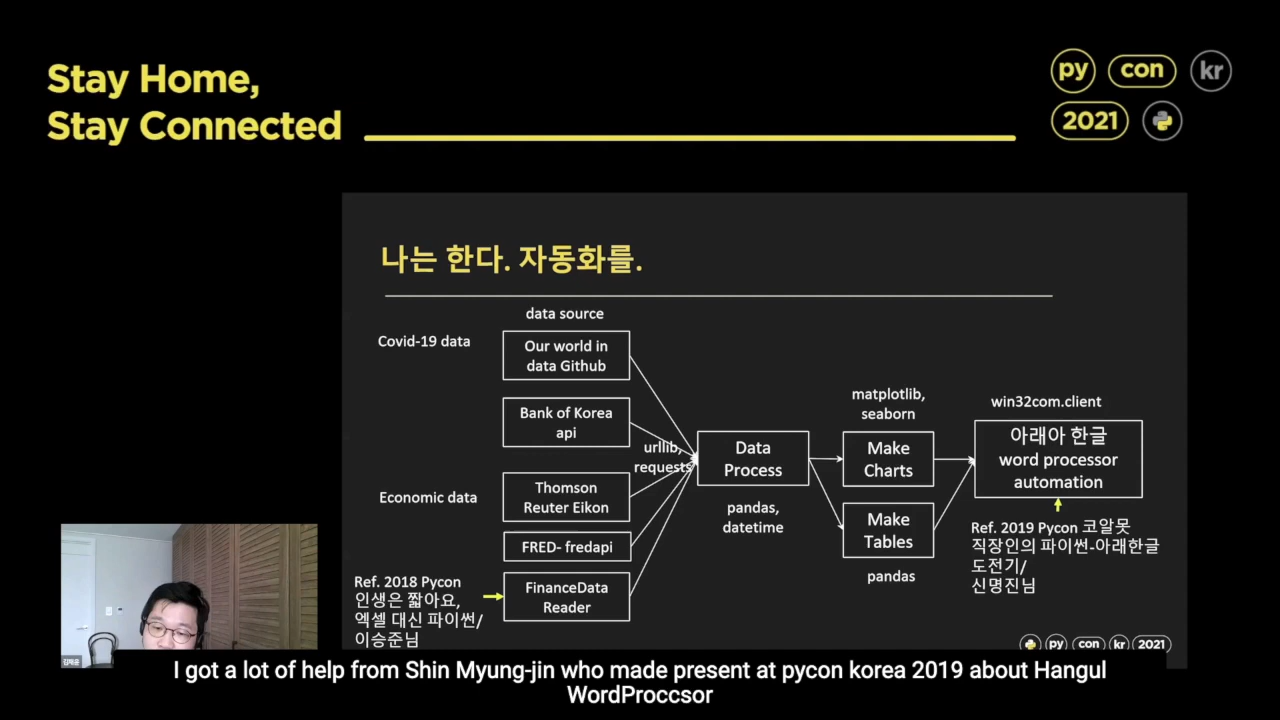 Stay Home,
Stay Connected
py con kr
2021
나는 한다. 자동화를.
data source
Covid-19 data
Our world in
data Github
Bank of Korea
api
urllib,
requests
Economic data
Thomson
Reuter Eikon
FRED- fredapi
FinanceData
Reader
Ref. 2018 Pycon
인생은 짧아요,
엑셀 대신 파이썬/
이승준님
Data
Process
pandas,
datetime
matplotlib,
seaborn
Make
Charts
Make
Tables
pandas
win32com.client
아래아 한글
word processor
automation
Ref. 2019 Pycon 코알못
직장인의 파이썬-아래한글
도전기/
신명진님
py con kr 2021
I got a lot of help from Shin Myung-jin who made present at pycon korea 2019 about Hangul
WordProccsor